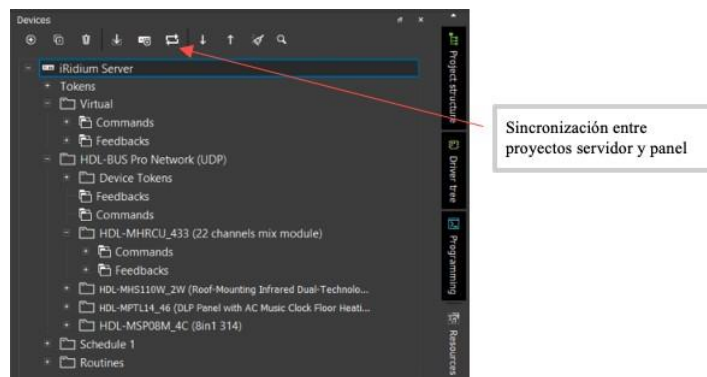 Devices
iRidium Server
Tokens
Virtual
Commands
Feedbacks
HDL-BUS Pro Network (UDP)
Device Tokens
Feedbacks
Commands
HDL-MHRCU_433 (22 channels mix module)
Commands
Feedbacks
HDL-MHS110W_2W (Roof-Mounting Infrared Dual-Technolo...
HDL-MPTL14_46 (DLP Panel with AC Music Clock Floor Heati...
HDL-MSP08M_4C (8in1 314)
Schedule 1
Routines
Project structure
Driver tree
Programming
Resources
Sincronización entre
proyectos servidor y panel